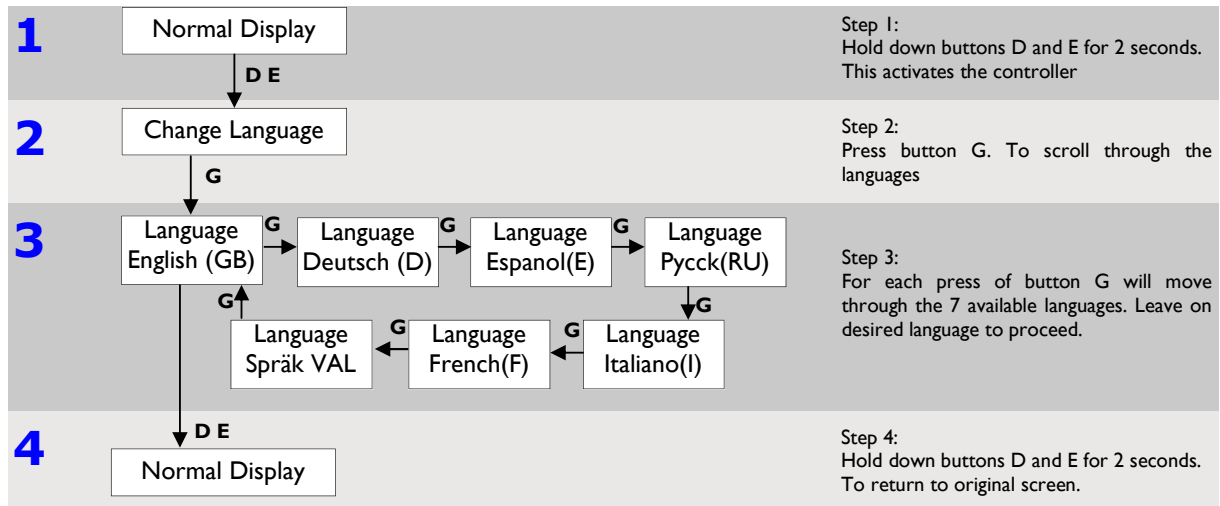 1
Normal Display
D E
Step 1:
Hold down buttons D and E for 2 seconds.
This activates the controller
2
Change Language
G
Step 2:
Press button G. To scroll through the
languages
3
Language
English (GB)
G
Language
Deutsch (D)
G
Language
Espanol(E)
G
Language
Pycck(RU)
G
G
Language
Spräk VAL
G
Language
French(F)
G
Language
Italiano(I)
Step 3:
For each press of button G will move
through the 7 available languages. Leave on
desired language to proceed.
4
D E
Normal Display
Step 4:
Hold down buttons D and E for 2 seconds.
To return to original screen.